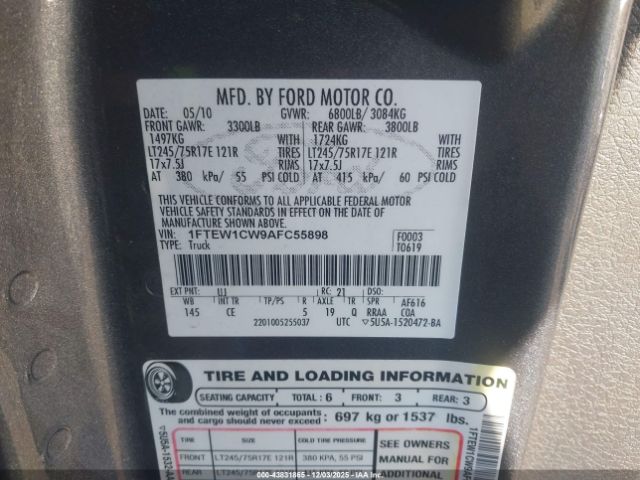 MFD. BY FORD MOTOR CO.
DATE: 05/10 GVWR: 6800LB/ 3084KG
FRONT GAWR: 3300LB REAR GAWR: 3800LB
1497KG WITH 1724KG WITH
LT245/75R17E 121R TIRES LT245/75R17E 121R TIRES
17x7.5J RIMS 17x7.5J RIMS
AT 380 kPa/ 55 PSI COLD AT 415 kPa/ 60 PSI COLD
THIS VEHICLE CONFORMS TO ALL APPLICABLE FEDERAL MOTOR
VEHICLE SAFETY STANDARDS IN EFFECT ON THE DATE OF
MANUFACTURE SHOWN ABOVE.
VIN: 1FTEW1CW9AFC55898 F0003
TYPE: Truck T0619
EXT PNT: UJ RC: 21 DSO:
WB INT TR TP/PS R AXLE TR SPR AF616
145 CE 5 19 Q RRAA COA
2201005255037 UTC ▽5U5A-1520472-BA
TIRE AND LOADING INFORMATION
SEATING CAPACITY TOTAL : 6 FRONT: 3 REAR: 3
The combined weight of occupants
and cargo should never exceed : 697 kg or 1537 lbs.
TIRE SIZE COLD TIRE PRESSURE SEE OWNERS
FRONT LT245/75R17E 121R 380 KPA, 55 PSI MANUAL FOR
REAR ADDITIONAL
1FTEW1CW9AF
# 43831865 - 12/03/2025 - IAAI.COM